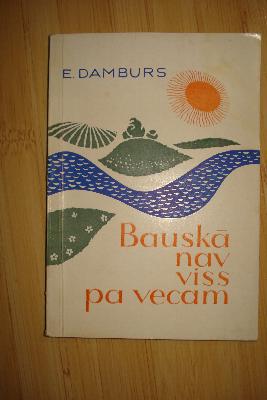 E. DAMBURS
Bauskā
nav
viss
pa vecam